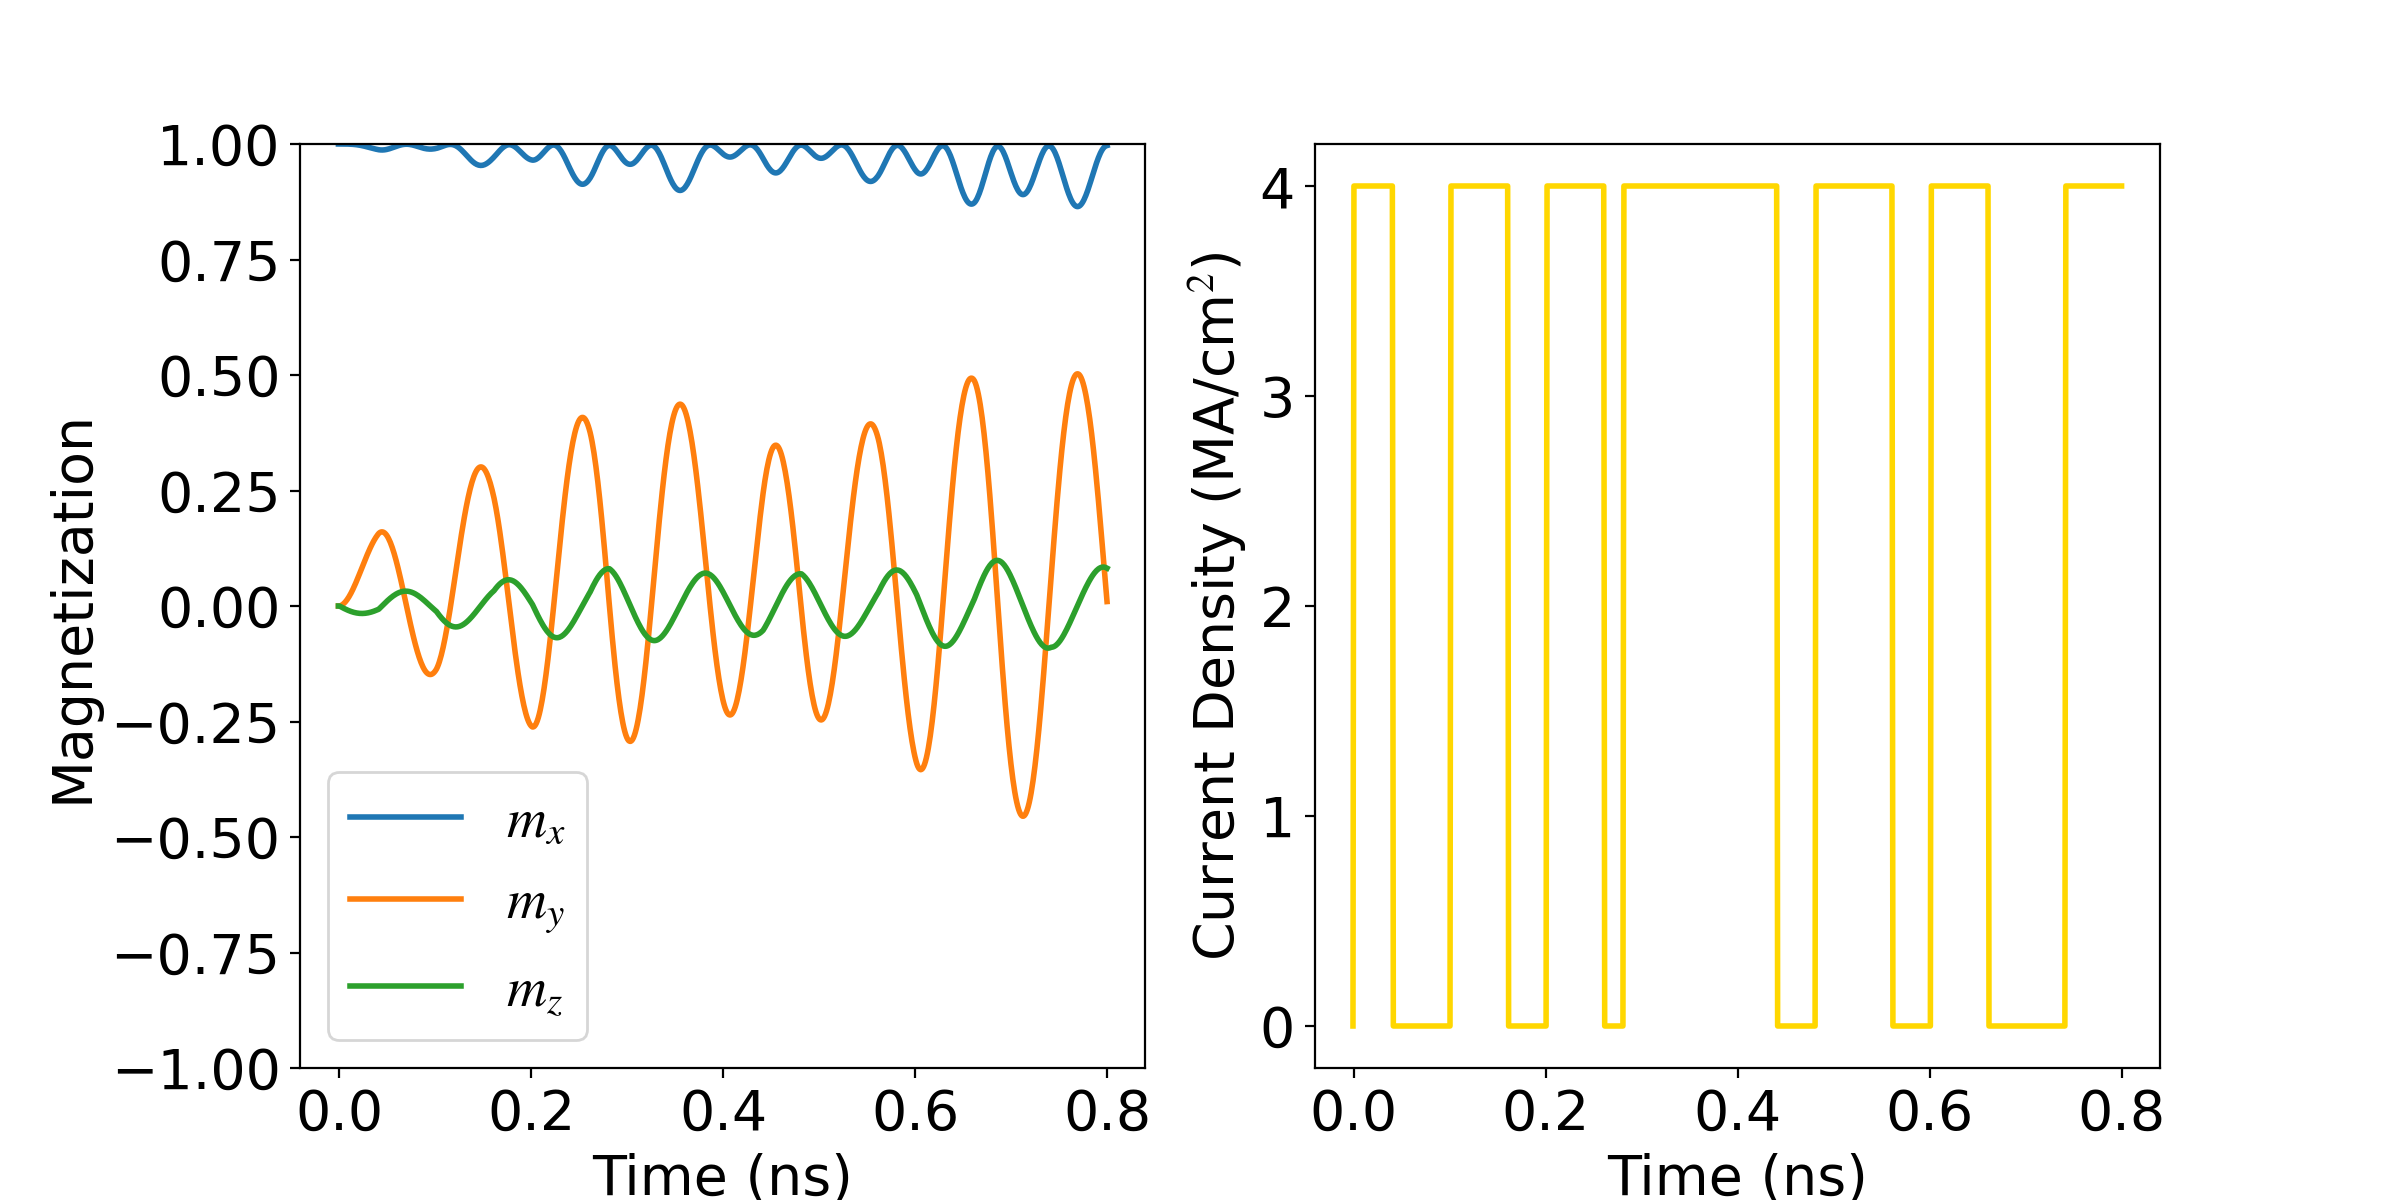 Magnetization
1.00
0.75
0.50
0.25
0.00
−0.25
−0.50
−0.75
−1.00
m_x
m_y
m_z
0.0 0.2 0.4 0.6 0.8
Time (ns)
Current Density (MA/cm²)
4
3
2
1
0
0.0 0.2 0.4 0.6 0.8
Time (ns)